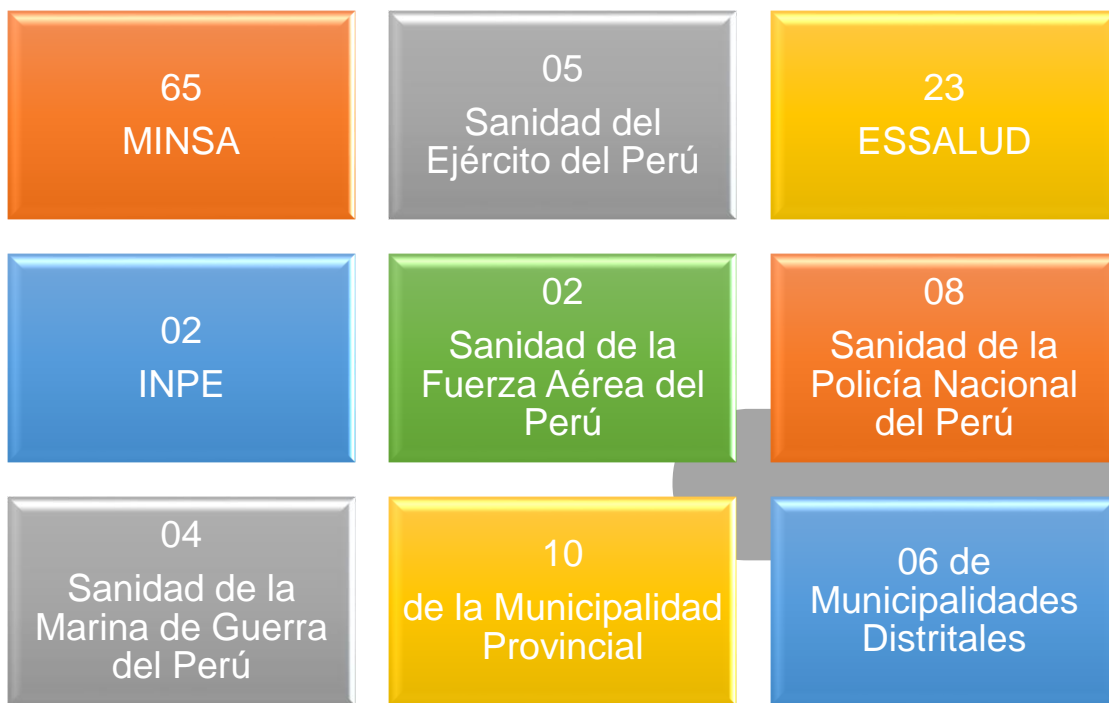 65
MINSA
05
Sanidad del
Ejército del Perú
23
ESSALUD
02
INPE
02
Sanidad de la
Fuerza Aérea del
Perú
08
Sanidad de la
Policía Nacional
del Perú
04
Sanidad de la
Marina de Guerra
del Perú
10
de la Municipalidad
Provincial
06 de
Municipalidades
Distritales